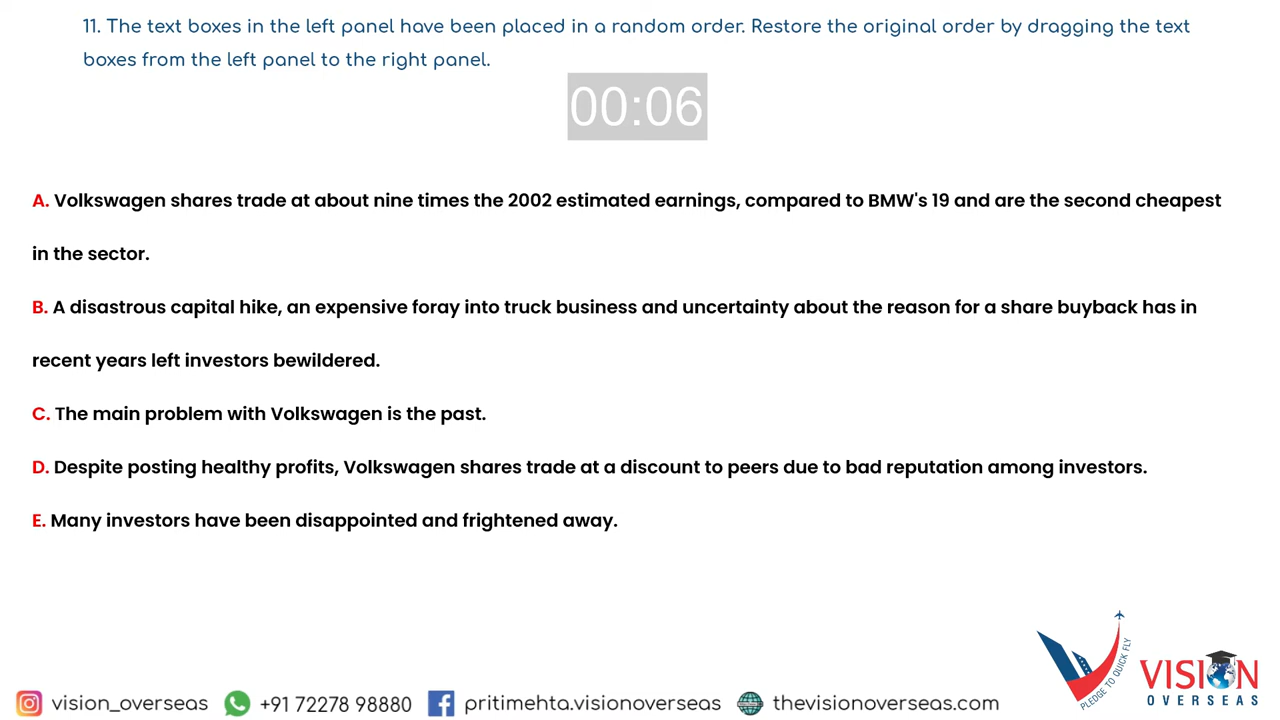 11. The text boxes in the left panel have been placed in a random order. Restore the original order by dragging the text
boxes from the left panel to the right panel.
00:06
A. Volkswagen shares trade at about nine times the 2002 estimated earnings, compared to BMW's 19 and are the second cheapest
in the sector.
B. A disastrous capital hike, an expensive foray into truck business and uncertainty about the reason for a share buyback has in
recent years left investors bewildered.
C. The main problem with Volkswagen is the past.
D. Despite posting healthy profits, Volkswagen shares trade at a discount to peers due to bad reputation among investors.
E. Many investors have been disappointed and frightened away.
PLEDGE TO QUICK FLY
VISION
OVERSEAS
vision_overseas
+91 72278 98880
pritimehta.visionoverseas
thevisionoverseas.com